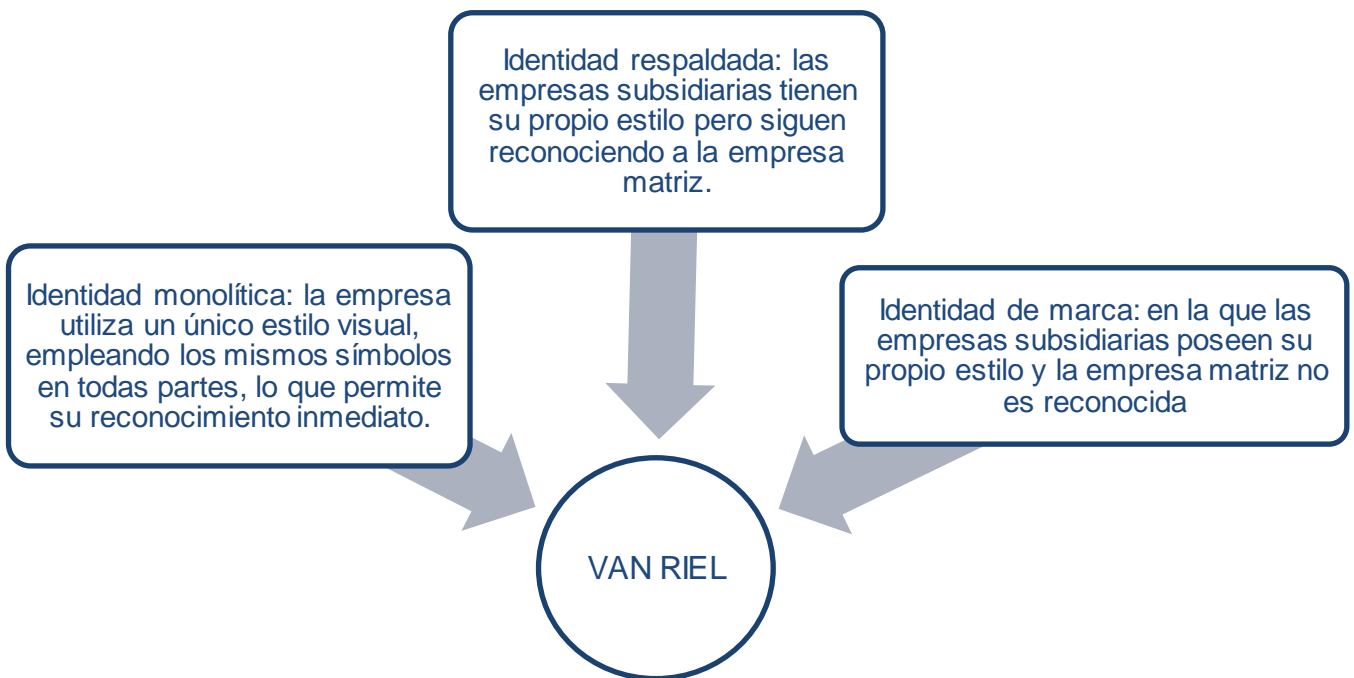 Identidad respaldada: las
empresas subsidiarias tienen
su propio estilo pero siguen
reconociendo a la empresa
matriz.
Identidad monolítica: la empresa
utiliza un único estilo visual,
empleando los mismos símbolos
en todas partes, lo que permite
su reconocimiento inmediato.
Identidad de marca: en la que las
empresas subsidiarias poseen su
propio estilo y la empresa matriz no
es reconocida
VAN RIEL